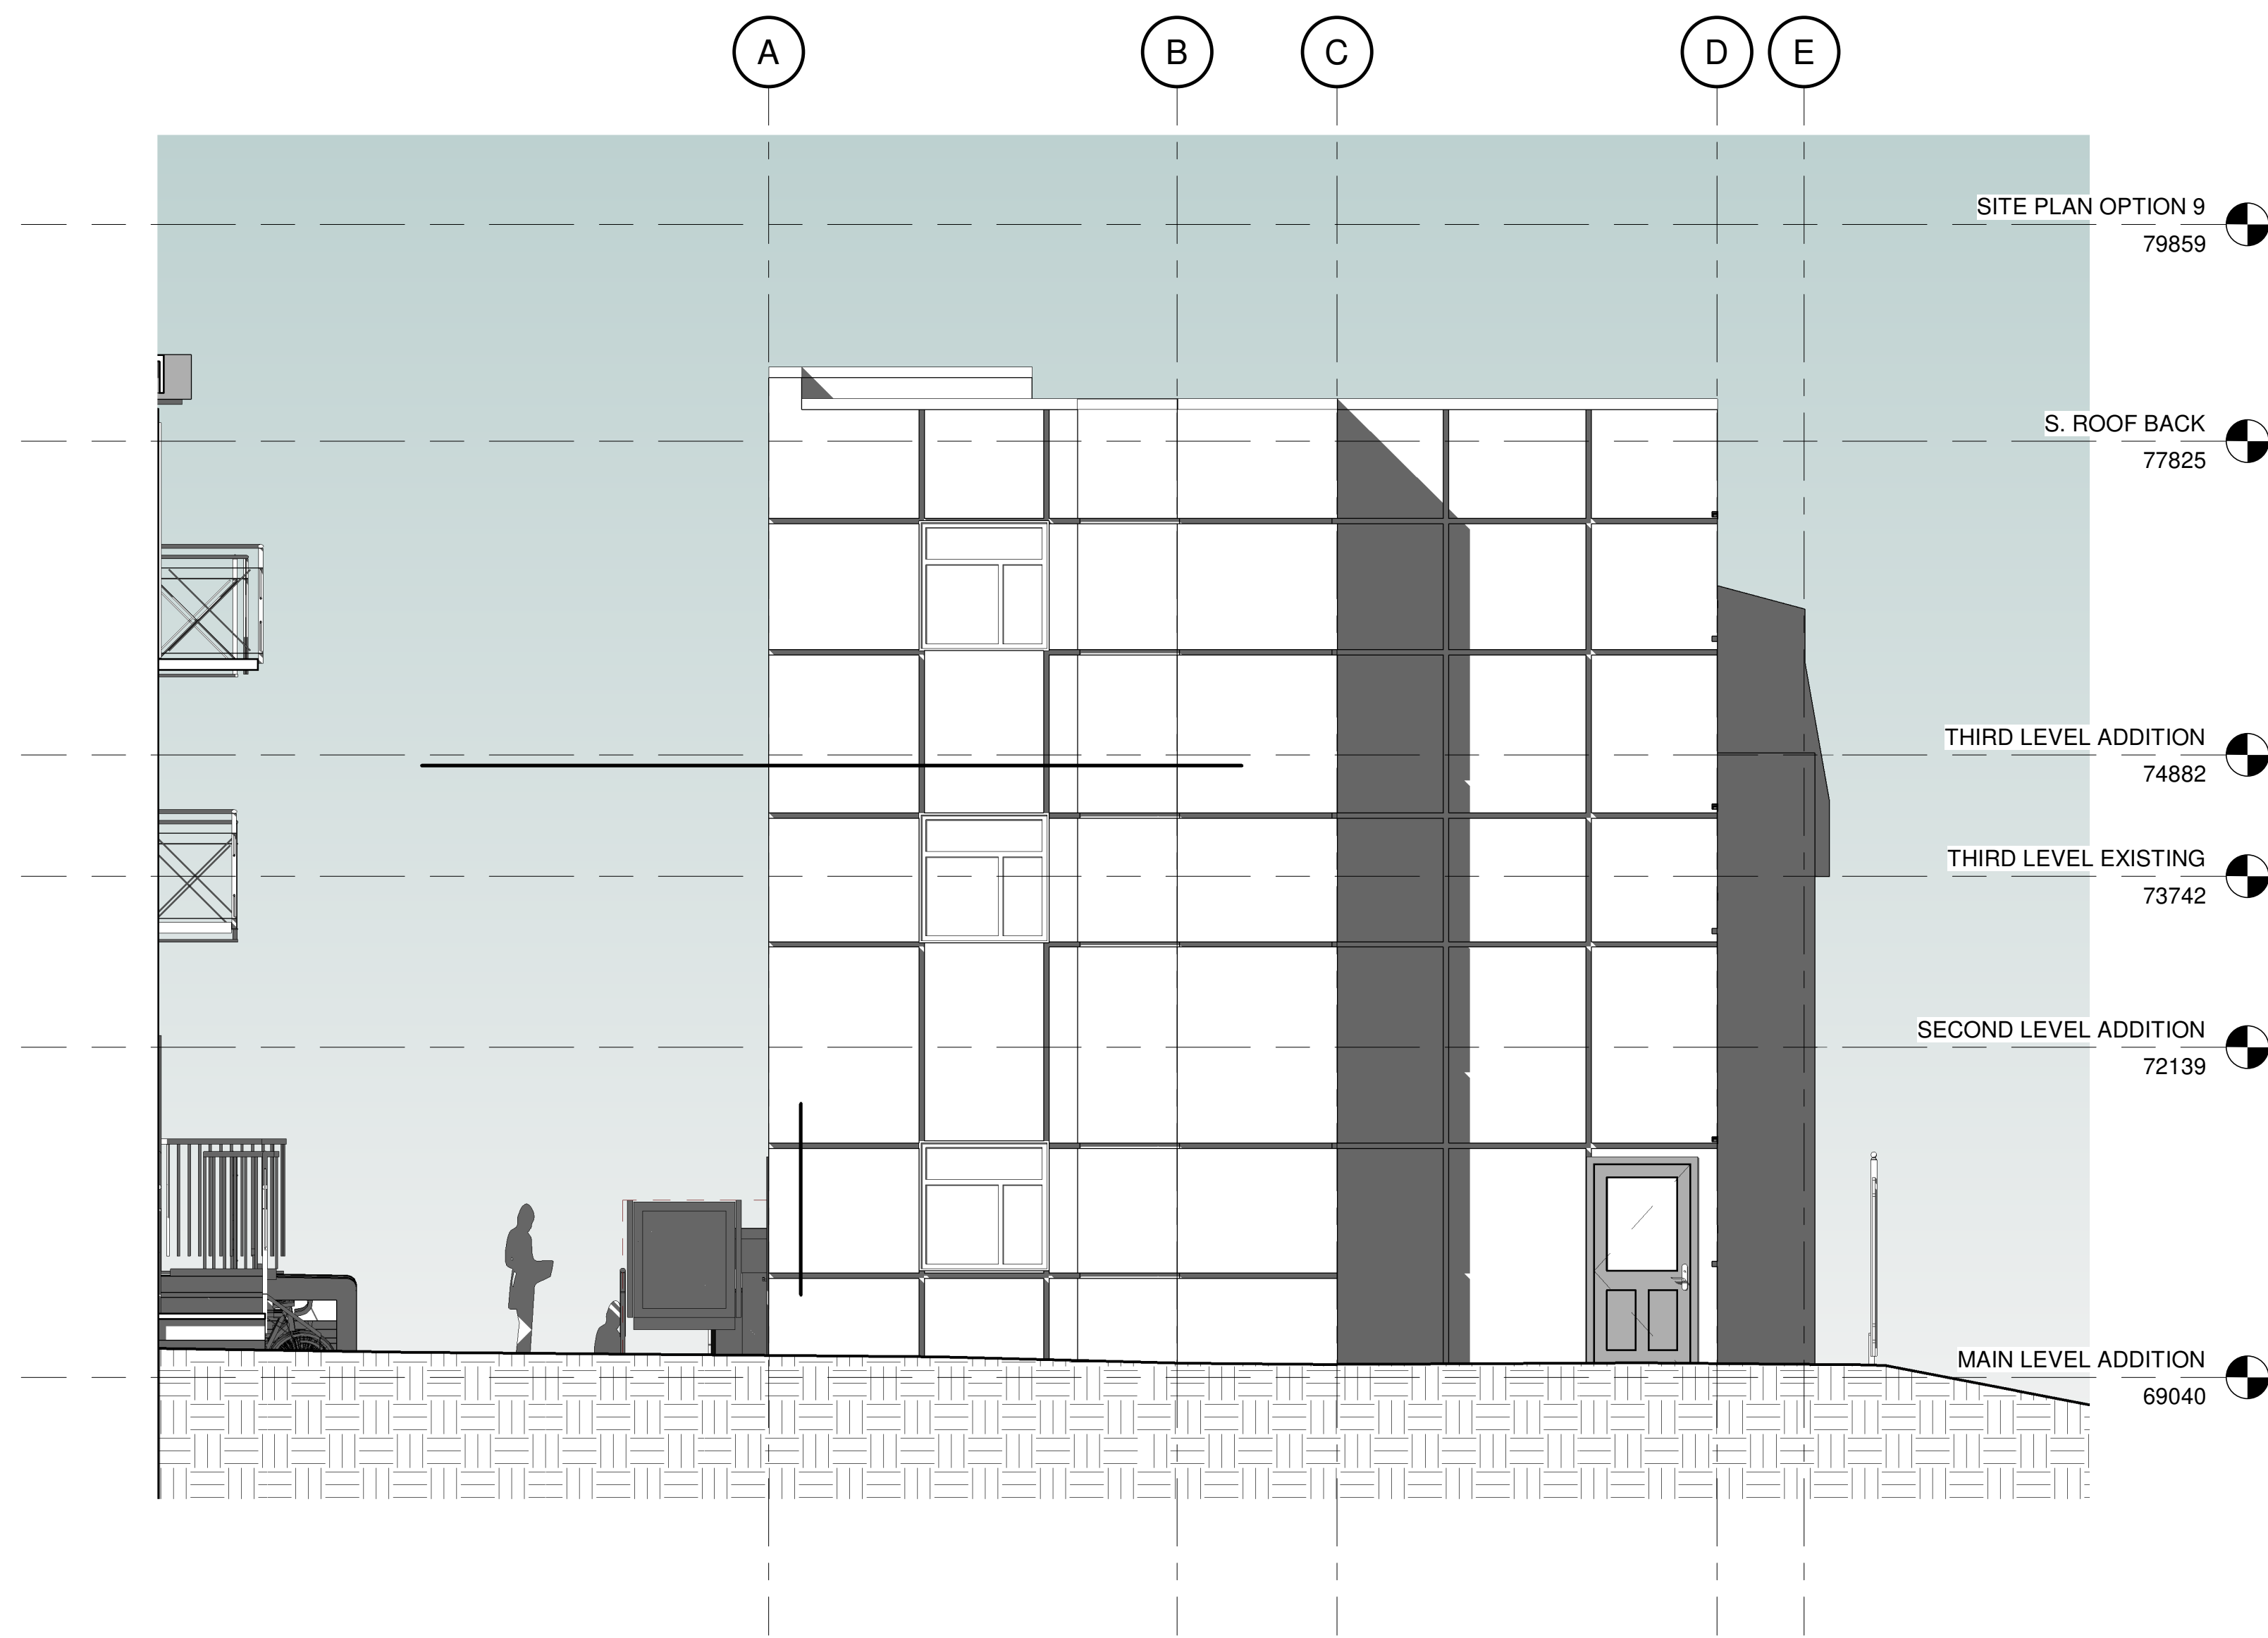 A B C D E
SITE PLAN OPTION 9
79859
S. ROOF BACK
77825
THIRD LEVEL ADDITION
74882
THIRD LEVEL EXISTING
73742
SECOND LEVEL ADDITION
72139
MAIN LEVEL ADDITION
69040